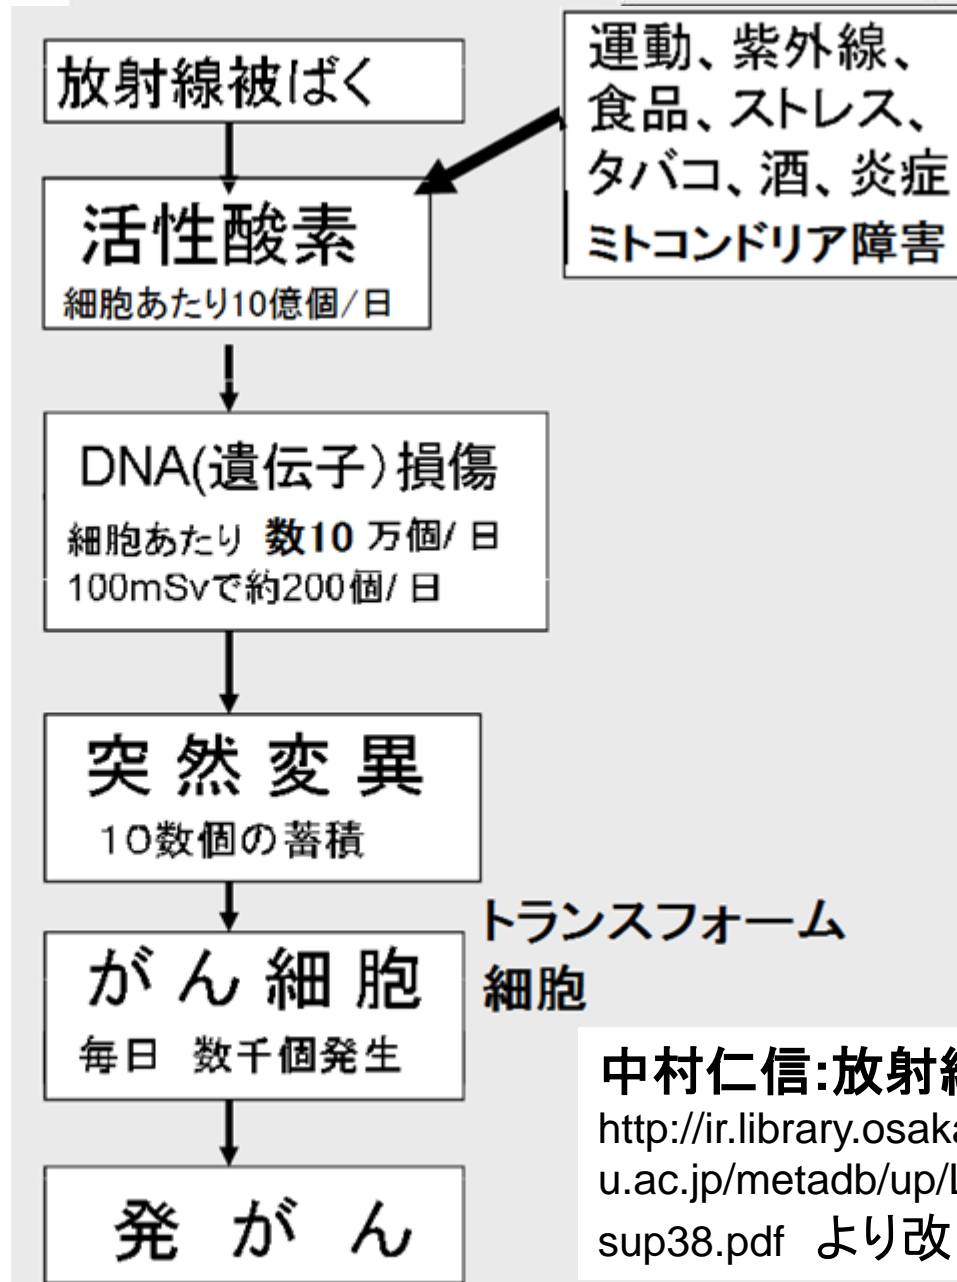 放射線被ばく
運動、紫外線、
食品、ストレス、
タバコ、酒、炎症
ミトコンドリア障害
活性酸素
細胞あたり10億個/日
DNA(遺伝子)損傷
細胞あたり 数10 万個/ 日
100mSvで約200個/ 日
突 然 変 異
10数個の蓄積
が ん 細 胞
毎日 数千個発生
トランスフォーム
細胞
発 が ん
中村仁信:放射
http://ir.library.osaka
u.ac.jp/metadb/up/
sup38.pdf より改